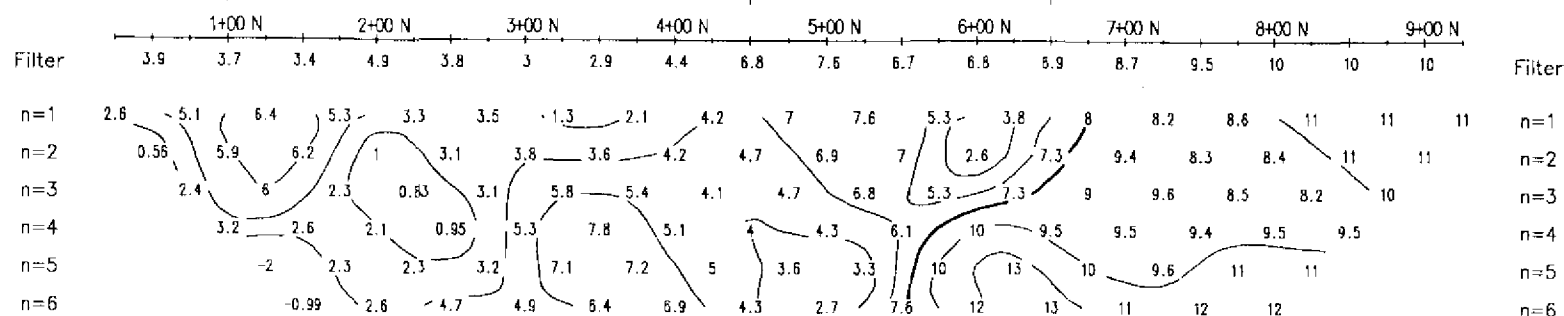 1+00 N 2+00 N 3+00 N 4+00 N 5+00 N 6+00 N 7+00 N 8+00 N 9+00 N
Filter 3.9 3.7 3.4 4.9 3.8 3 2.9 4.4 6.8 7.6 6.7 6.6 6.9 8.7 9.5 10 10 10 Filter
n=1 2.6 5.1 6.4 5.3 3.3 3.5 1.3 2.1 4.2 7 7.6 5.3 3.8 8 8.2 8.6 11 11 11 n=1
n=2 0.56 5.9 6.2 1 3.1 3.8 3.6 4.2 4.7 6.9 7 2.6 7.3 9.4 8.3 8.4 11 11 n=2
n=3 2.4 6 2.3 0.83 3.1 5.8 5.4 4.1 4.7 6.8 5.3 7.3 9 9.6 8.5 8.2 10 n=3
n=4 3.2 2.6 2.1 0.95 5.3 7.8 5.1 4 4.3 6.1 10 9.5 9.5 9.4 9.5 9.5 n=4
n=5 -2 2.3 2.3 3.2 7.1 7.2 5 3.6 3.3 10 13 10 9.6 11 11 n=5
n=6 -0.99 2.6 4.7 4.9 6.4 6.9 4.3 2.7 7.6 12 13 11 12 12 n=6